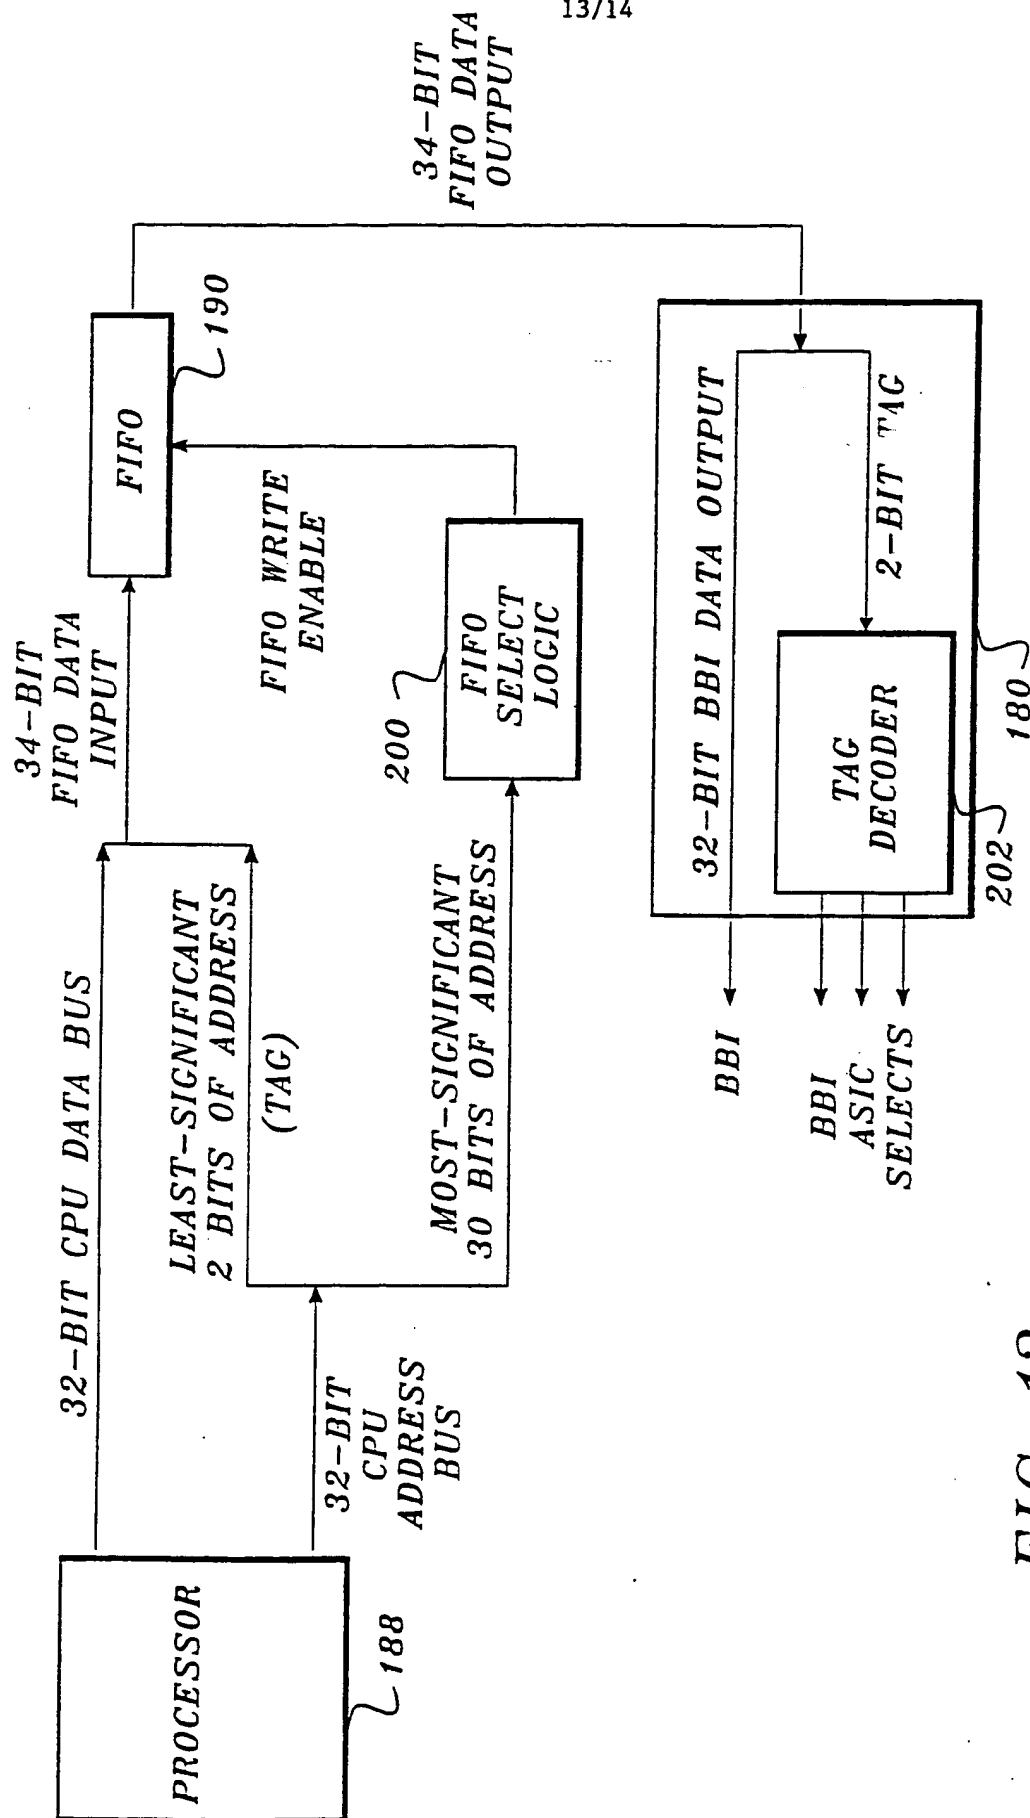 13/14
PROCESSOR
188
32-BIT CPU DATA BUS
32-BIT
CPU
ADDRESS
BUS
LEAST-SIGNIFICANT
2 BITS OF ADDRESS
(TAG)
MOST-SIGNIFICANT
30 BITS OF ADDRESS
34-BIT
FIFO DATA
INPUT
FIFO
190
FIFO WRITE
ENABLE
200
FIFO
SELECT
LOGIC
34-BIT
FIFO DATA
OUTPUT
32-BIT BBI DATA OUTPUT
2-BIT TAG
TAG
DECODER
202
180
BBI
BBI
ASIC
SELECTS